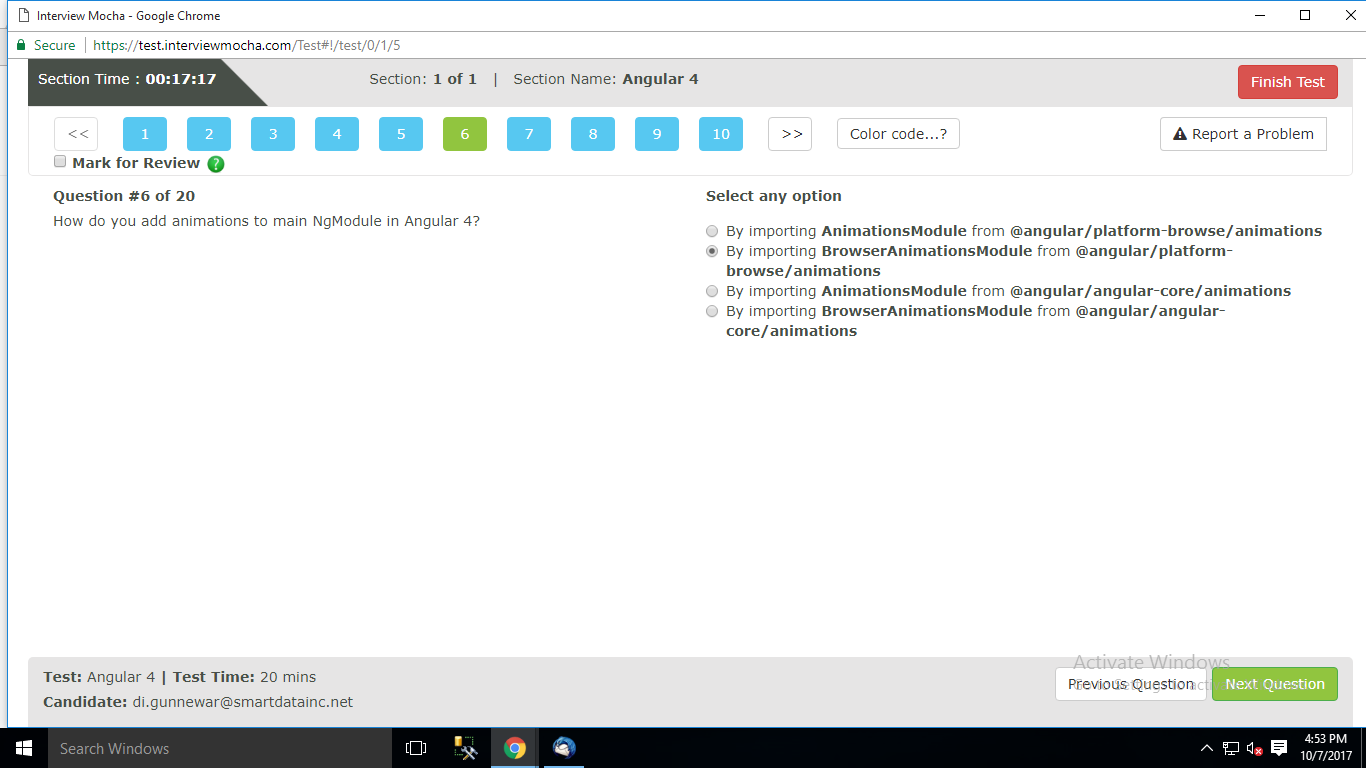 Interview Mocha - Google Chrome
Secure | https://test.interviewmocha.com/Test#!/test/0/1/5
Section Time : 00:17:17 Section: 1 of 1 | Section Name: Angular 4 Finish Test
<< 1 2 3 4 5 6 7 8 9 10 >> Color code...? Report a Problem
Mark for Review ?
Question #6 of 20
How do you add animations to main NgModule in Angular 4?
Select any option
By importing AnimationsModule from @angular/platform-browse/animations
By importing BrowserAnimationsModule from @angular/platform-
browse/animations
By importing AnimationsModule from @angular/angular-core/animations
By importing BrowserAnimationsModule from @angular/angular-
core/animations
Test: Angular 4 | Test Time: 20 mins
Candidate: di.gunnewar@smartdatainc.net
Activate Windows
Previous Question Next Question
Search Windows
4:53 PM
10/7/2017